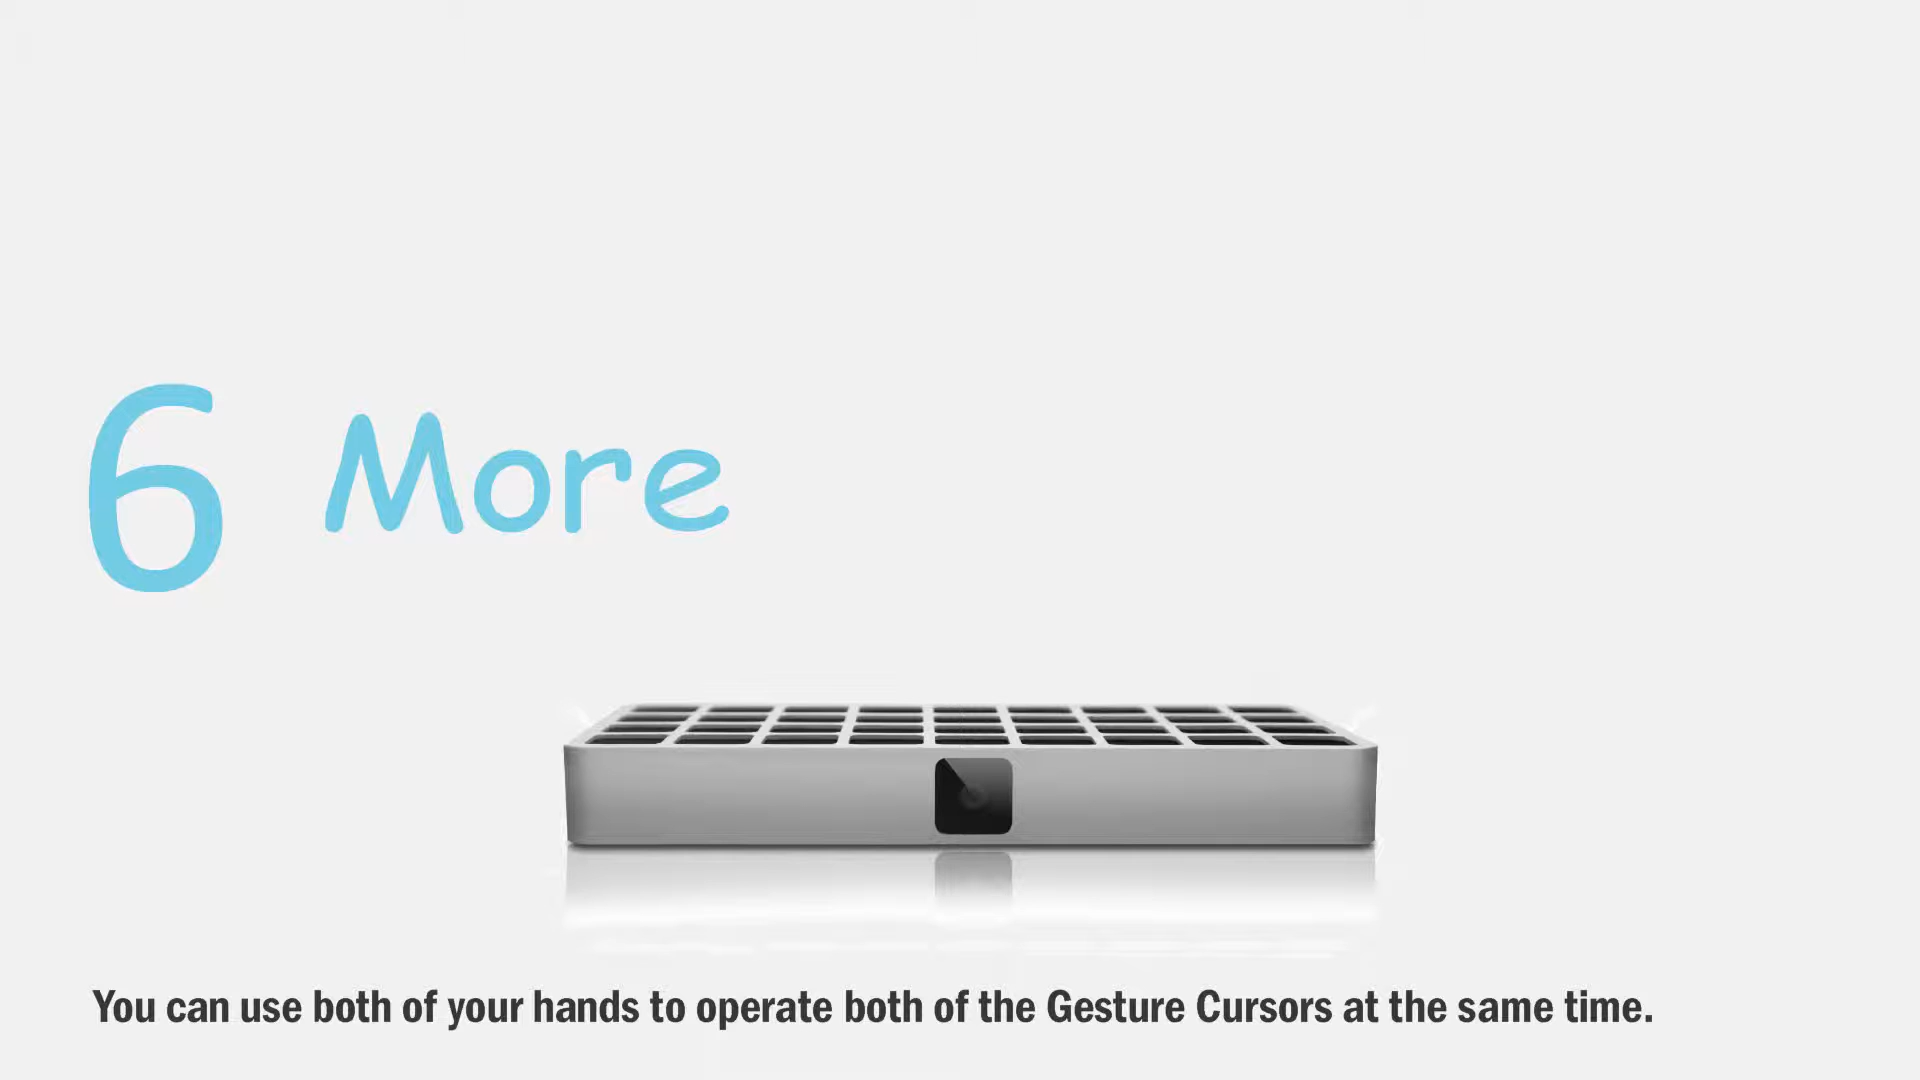 6 More
You can use both of your hands to operate both of the Gesture Cursors at the same time.